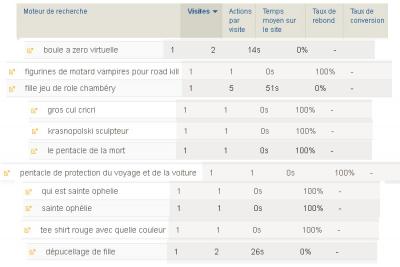 Moteur de recherche Visites Actions par visite Temps moyen sur le site Taux de rebond Taux de conversion
boule a zero virtuelle 1 2 14s 0% -
figurines de motard vampires pour road kill 1 1 0s 100% -
fille jeu de rôle chambéry 1 5 51s 0% -
gros cul cricri 1 1 0s 100% -
krasnopolski sculpteur 1 1 0s 100% -
le pentacle de la mort 1 1 0s 100% -
pentacle de protection du voyage et de la voiture 1 1 0s 100% -
qui est sainte ophelie 1 1 0s 100% -
sainte ophélie 1 1 0s 100% -
tee shirt rouge avec quelle couleur 1 1 0s 100% -
dépucellage de fille 1 2 26s 0% -